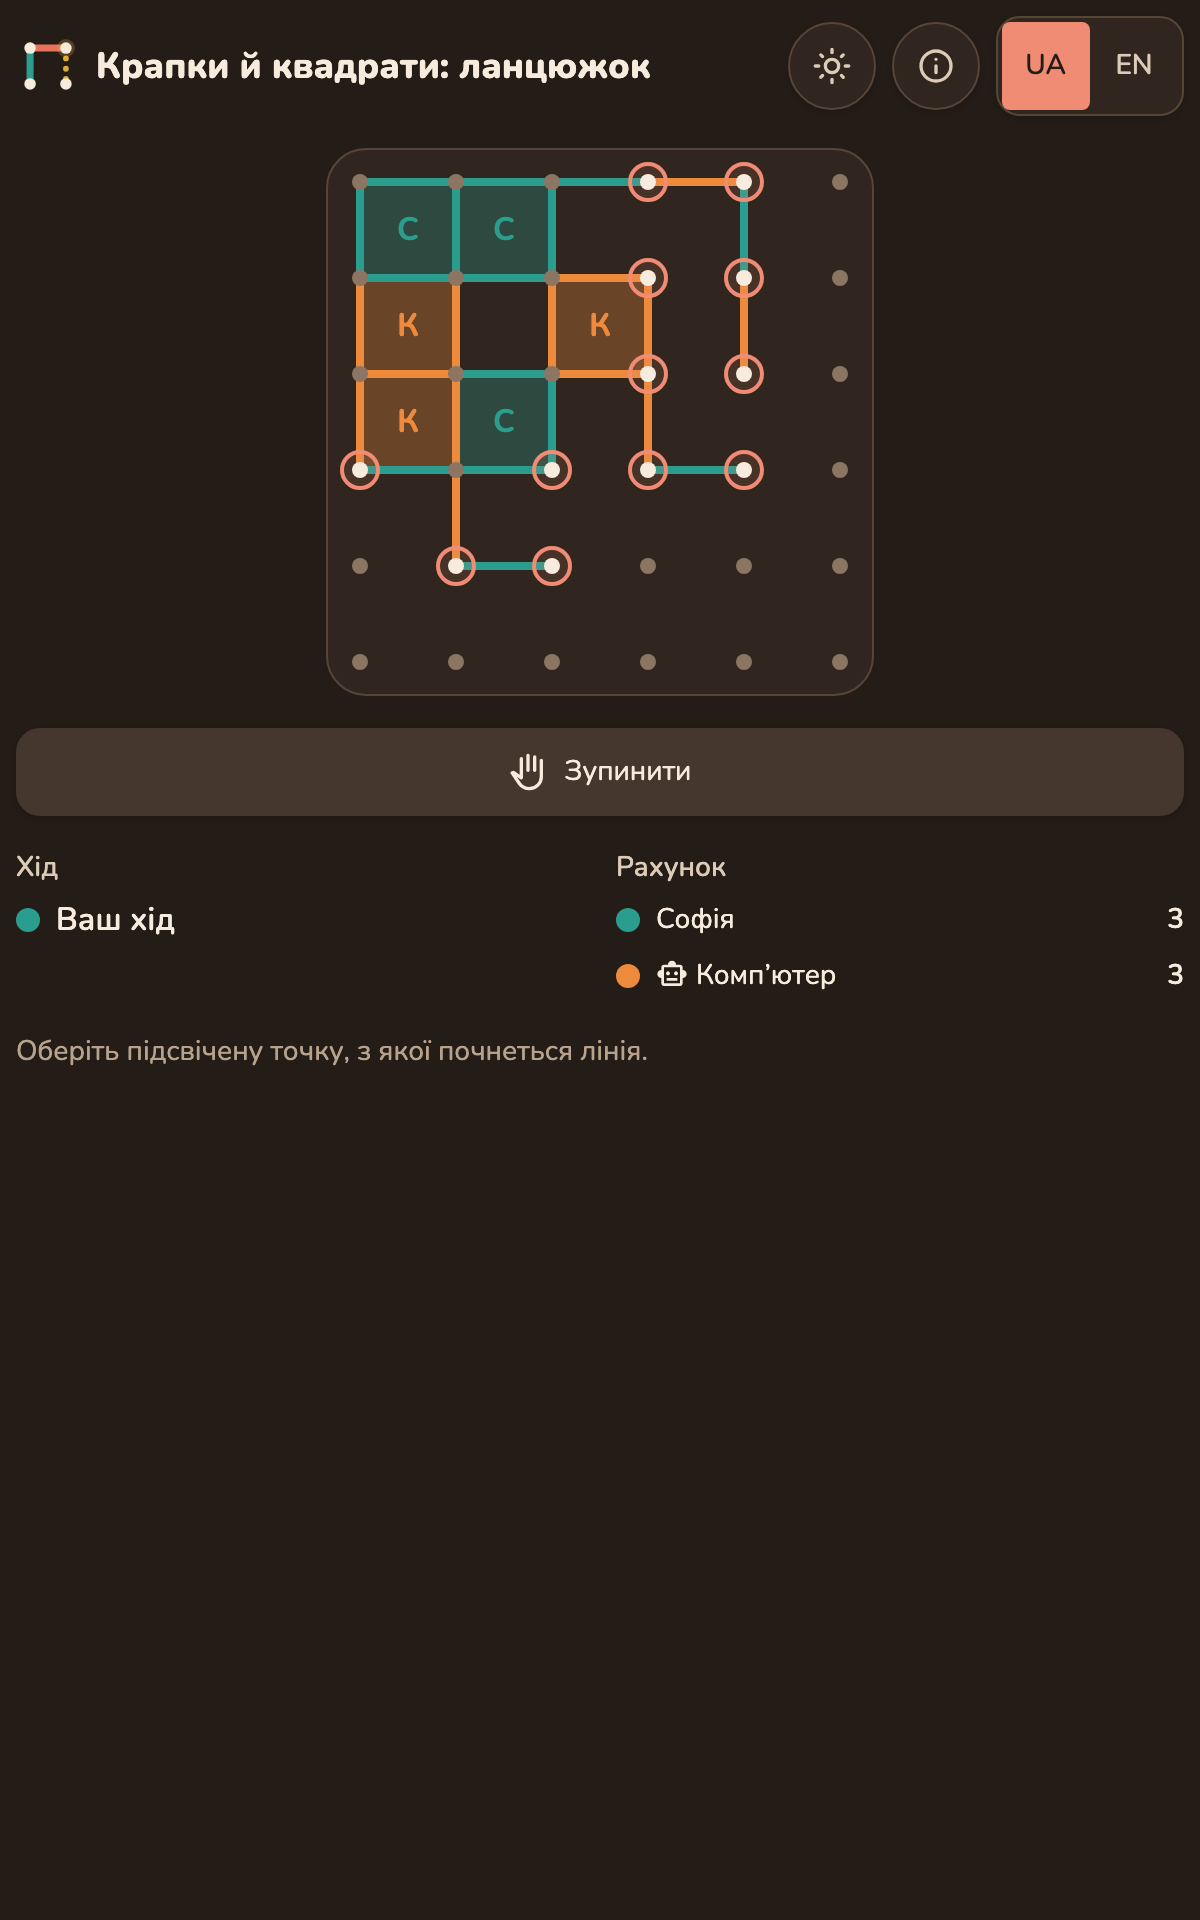 Крапки й квадрати: ланцюжок
UA EN
С С
К К
К С
Зупинити
Хід
Ваш хід
Рахунок
Софія 3
Комп’ютер 3
Оберіть підсвічену точку, з якої почнеться лінія.